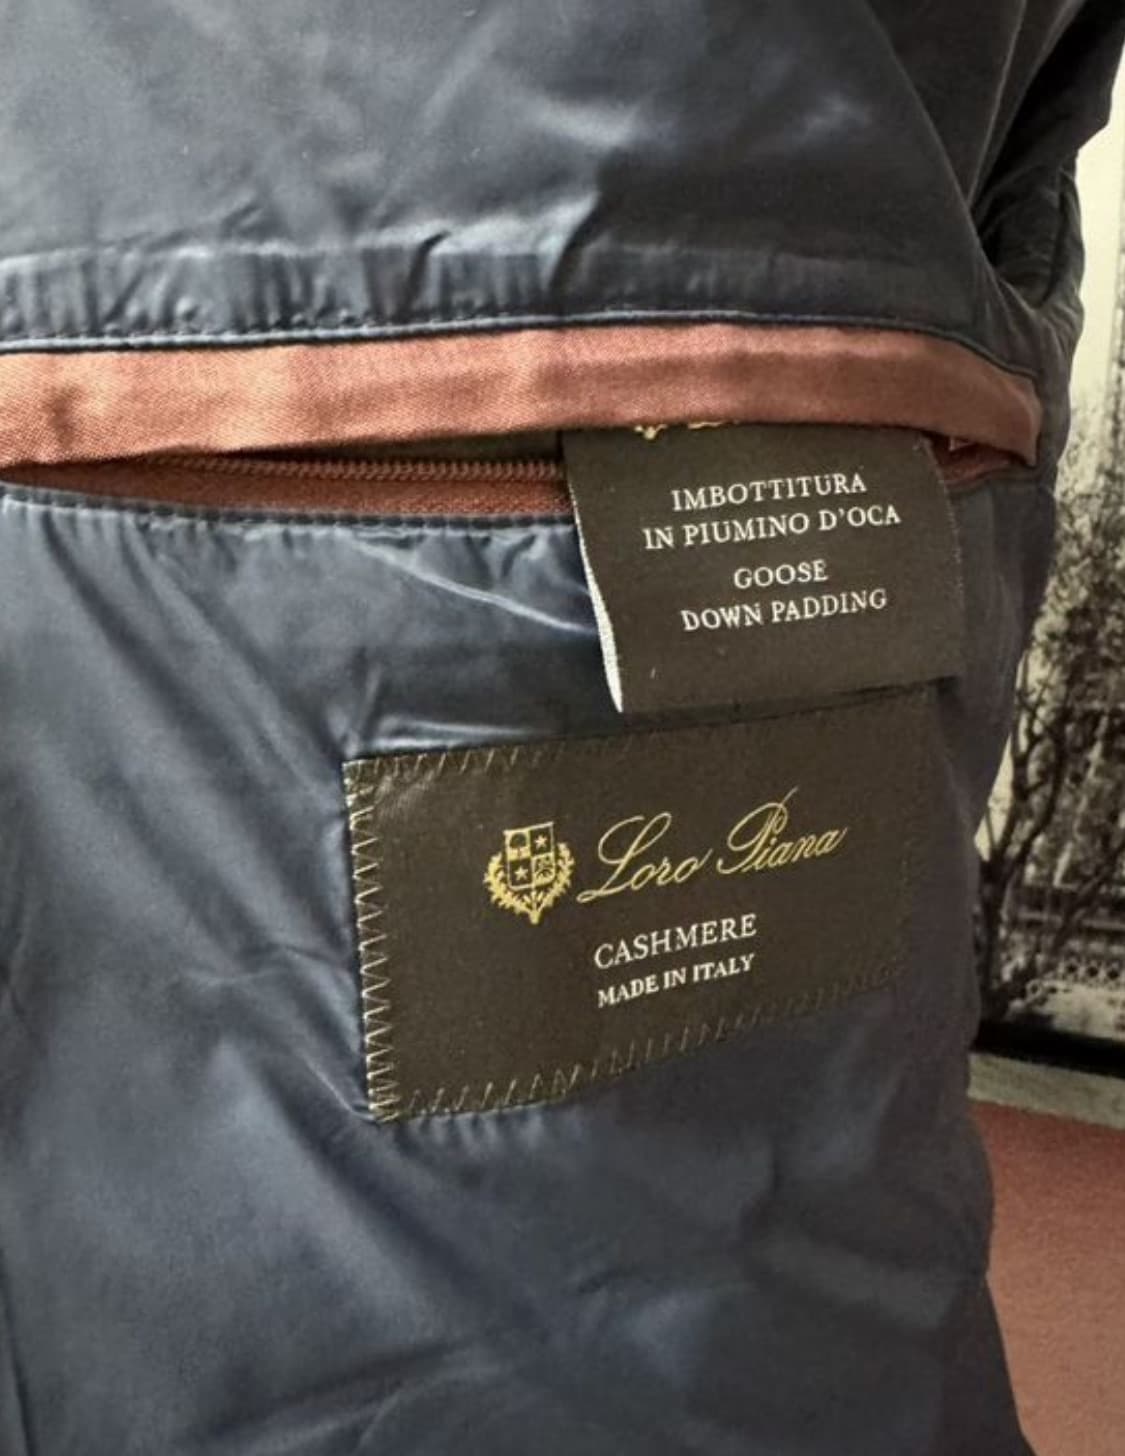 IMBOTTITURA
IN PIUMINO D'OCA
GOOSE
DOWN PADDING
Loro Piana
CASHMERE
MADE IN ITALY